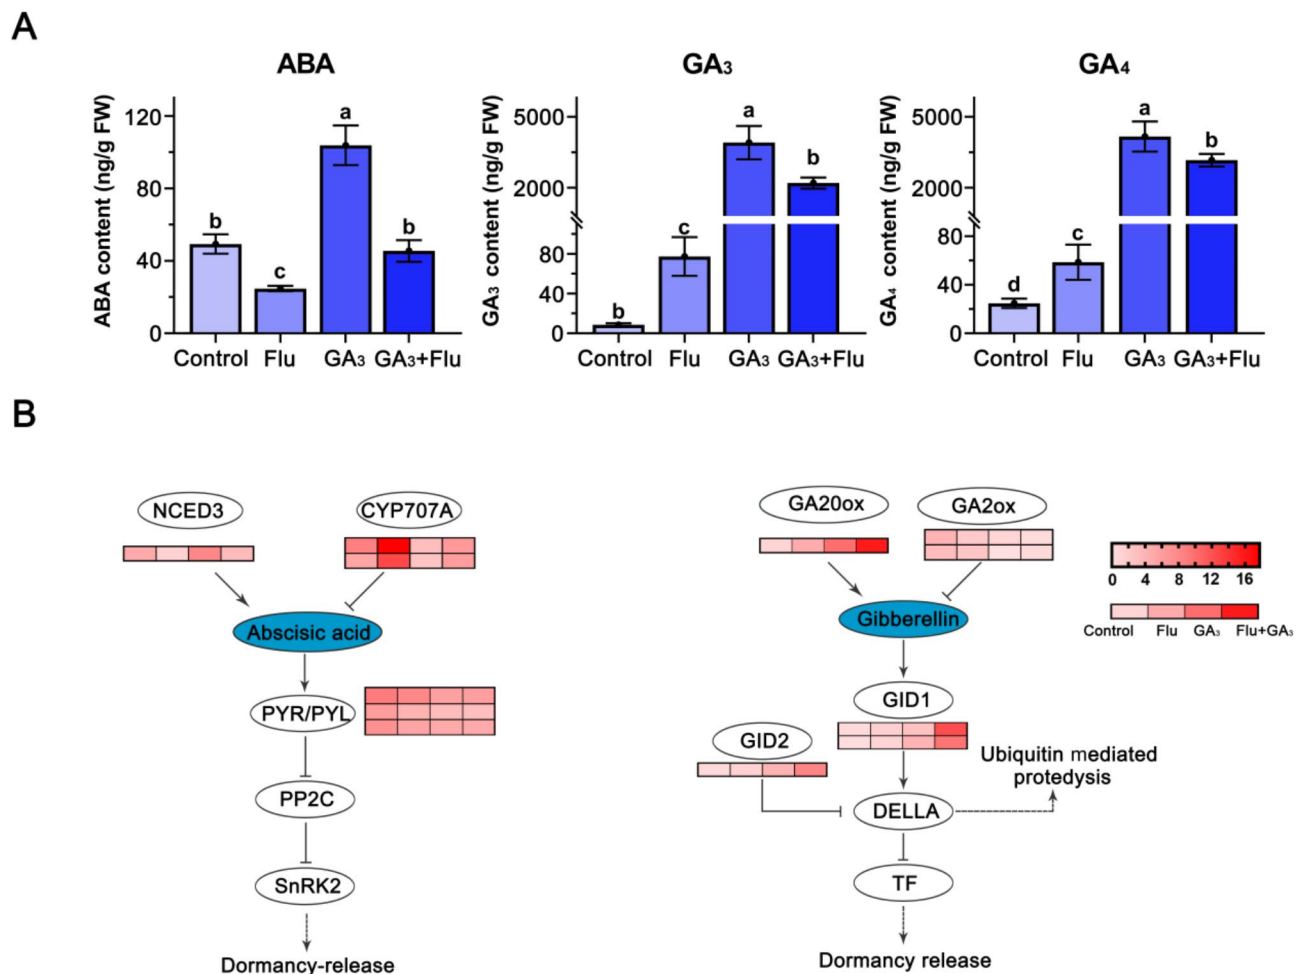 A
ABA
ABA content (ng/g FW)
120
80
40
0
a
b
c
b
Control Flu GA₃ GA₃+Flu
GA₃
GA₃ content (ng/g FW)
5000
2000
80
40
0
a
b
c
b
Control Flu GA₃ GA₃+Flu
GA₄
GA₄ content (ng/g FW)
5000
2000
80
40
0
a
b
c
d
Control Flu GA₃ GA₃+Flu
B
NCED3
CYP707A
Abscisic acid
PYR/PYL
PP2C
SnRK2
Dormancy-release
GA20ox
GA2ox
Gibberellin
GID1
GID2
DELLA
Ubiquitin mediated
protedysis
TF
Dormancy release
0 4 8 12 16
Control Flu GA₃ Flu+GA₃